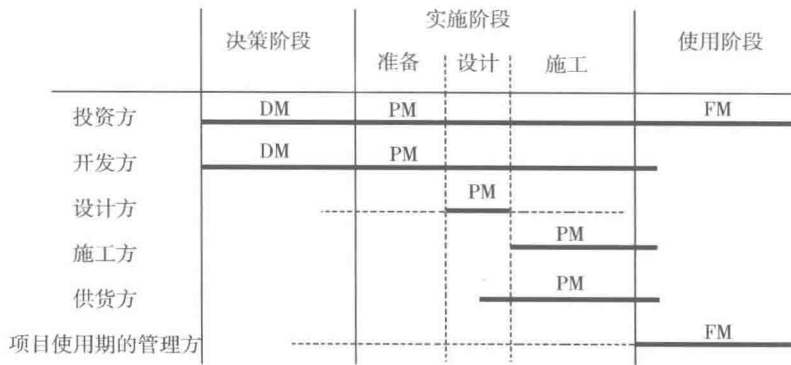 决策阶段 实施阶段 使用阶段
准备 设计 施工
投资方 DM PM FM
开发方 DM PM
设计方 PM
施工方 PM
供货方 PM
项目使用期的管理方 FM